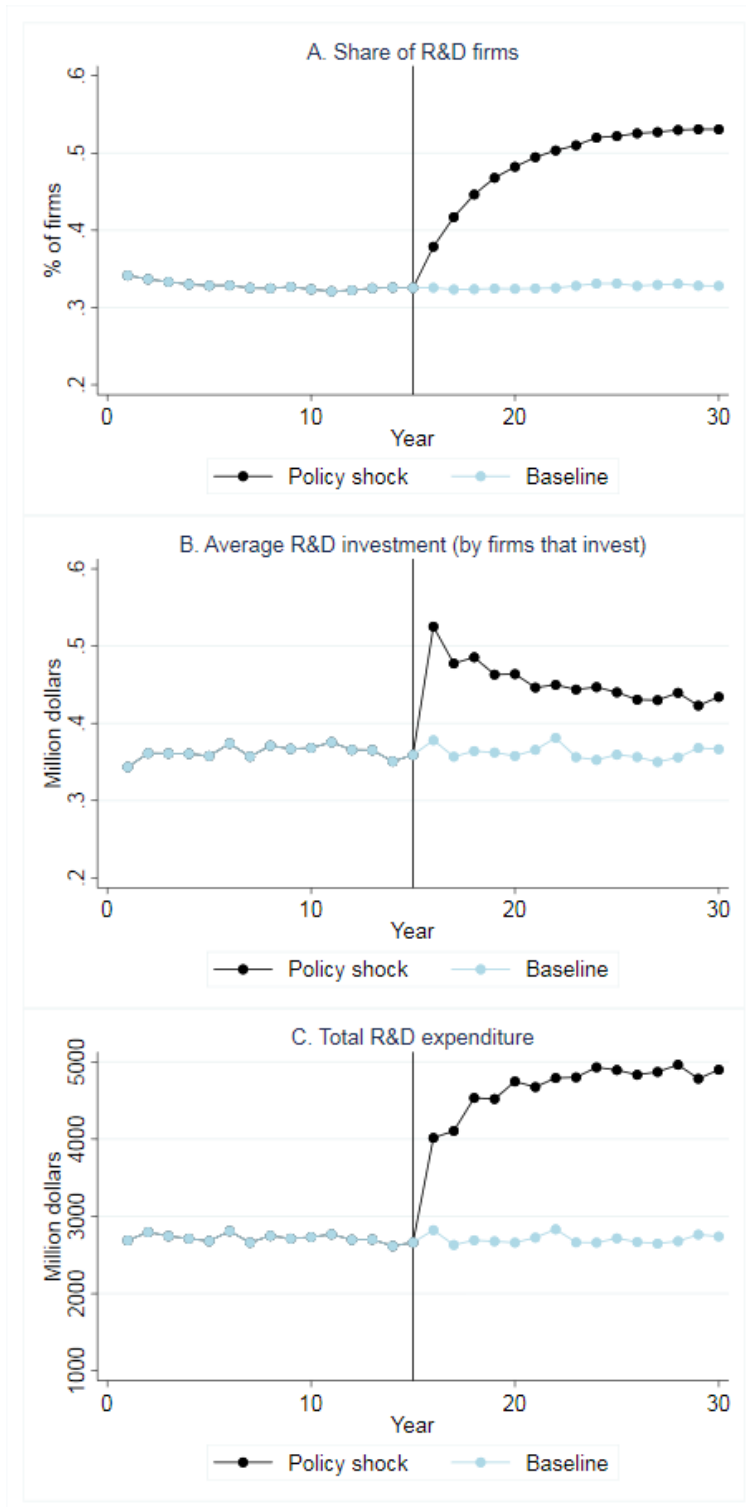 A. Share of R&D firms
.6
.5
.4
.3
.2
% of firms
0 10 20 30
Year
Policy shock Baseline
B. Average R&D investment (by firms that invest)
.6
.5
.4
.3
.2
Million dollars
0 10 20 30
Year
Policy shock Baseline
C. Total R&D expenditure
5000
4000
3000
2000
1000
Million dollars
0 10 20 30
Year
Policy shock Baseline